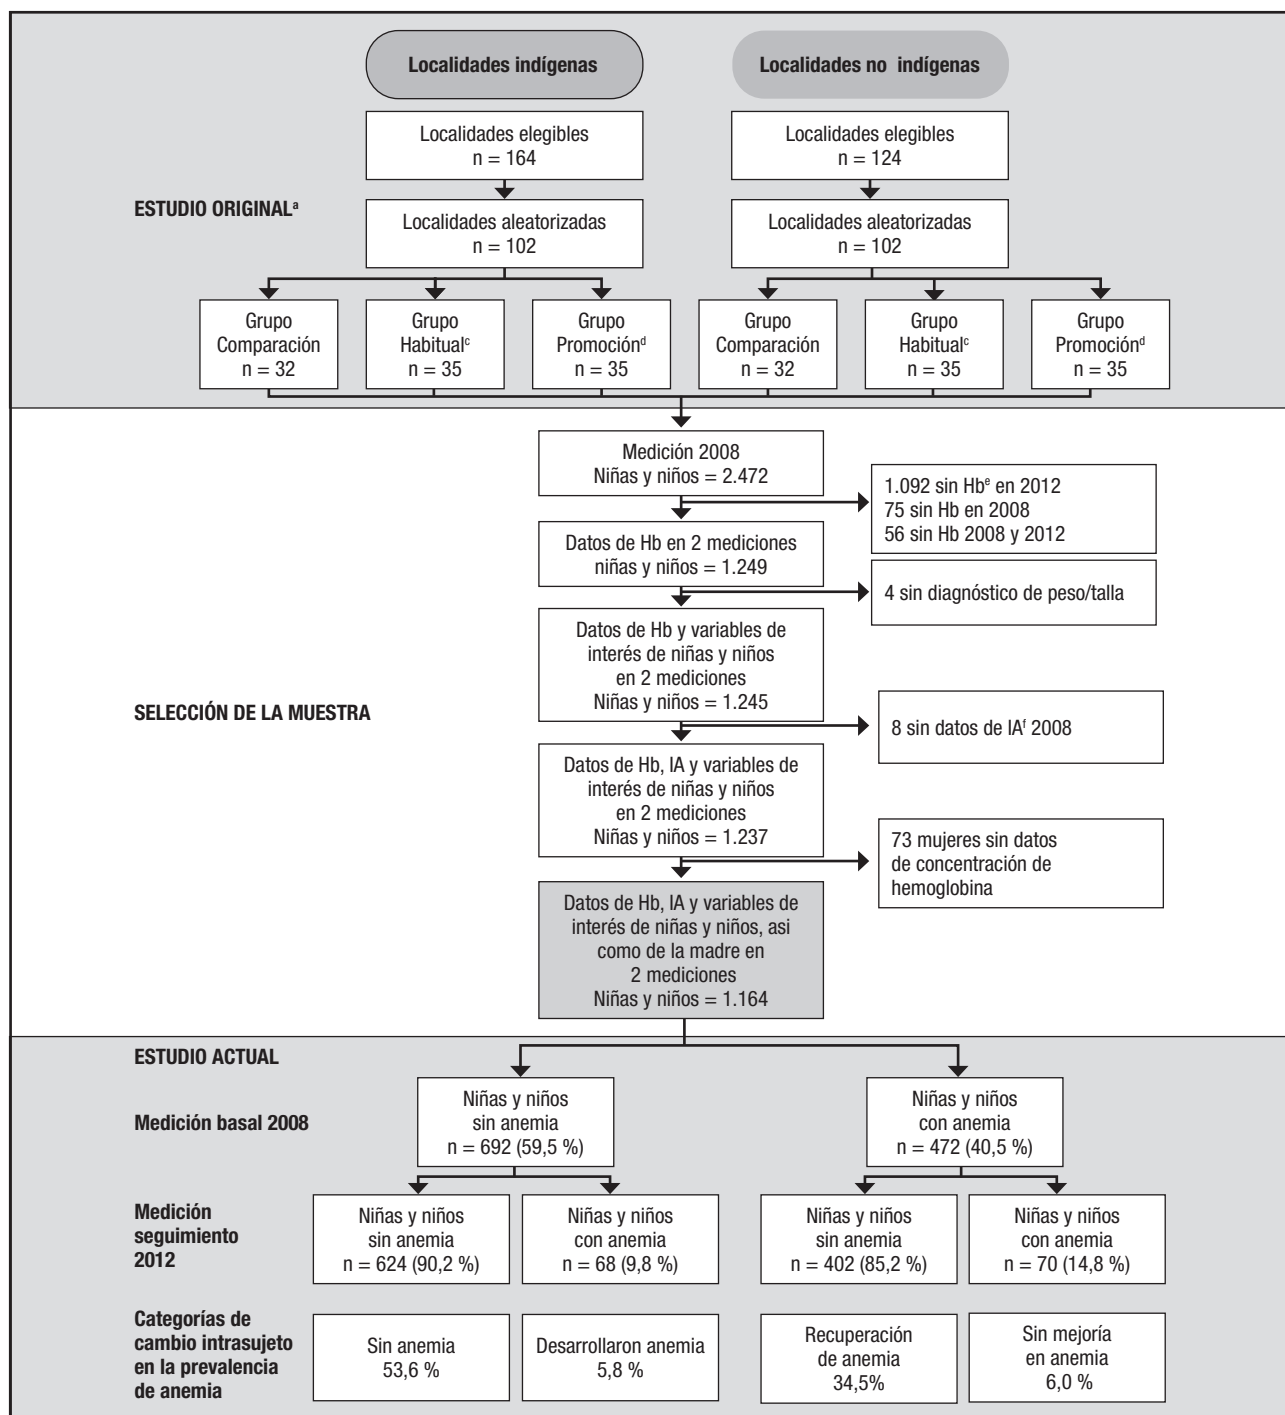 Localidades indígenas
Localidades no indígenas
Localidades elegibles
n = 164
Localidades elegibles
n = 124
ESTUDIO ORIGINALª
Localidades aleatorizadas
n = 102
Localidades aleatorizadas
n = 102
Grupo
Comparación
n = 32
Grupo
Habitualᶜ
n = 35
Grupo
Promociónᵈ
n = 35
Grupo
Comparación
n = 32
Grupo
Habitualᶜ
n = 35
Grupo
Promociónᵈ
n = 35
Medición 2008
Niñas y niños = 2.472
1.092 sin Hbᵉ en 2012
75 sin Hb en 2008
56 sin Hb 2008 y 2012
Datos de Hb en 2 mediciones
niñas y niños = 1.249
4 sin diagnóstico de peso/talla
Datos de Hb y variables de
interés de niñas y niños
en 2 mediciones
Niñas y niños = 1.245
SELECCIÓN DE LA MUESTRA
8 sin datos de IAᶠ 2008
Datos de Hb, IA y variables de
interés de niñas y niños
en 2 mediciones
Niñas y niños = 1.237
73 mujeres sin datos
de concentración de
hemoglobina
Datos de Hb, IA y variables de
interés de niñas y niños, asi
como de la madre en
2 mediciones
Niñas y niños = 1.164
ESTUDIO ACTUAL
Medición basal 2008
Niñas y niños
sin anemia
n = 692 (59,5 %)
Niñas y niños
con anemia
n = 472 (40,5 %)
Medición
seguimiento
2012
Niñas y niños
sin anemia
n = 624 (90,2 %)
Niñas y niños
con anemia
n = 68 (9,8 %)
Niñas y niños
sin anemia
n = 402 (85,2 %)
Niñas y niños
con anemia
n = 70 (14,8 %)
Categorías de
cambio intrasujeto
en la prevalencia
de anemia
Sin anemia
53,6 %
Desarrollaron anemia
5,8 %
Recuperación
de anemia
34,5%
Sin mejoría
en anemia
6,0 %